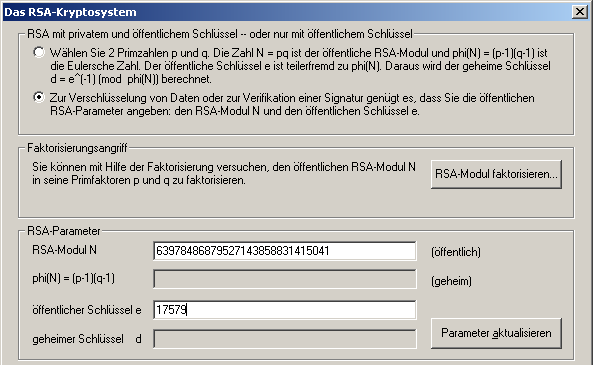 Das RSA-Kryptosystem
RSA mit privatem und öffentlichem Schlüssel -- oder nur mit öffentlichem Schlüssel
Wählen Sie 2 Primzahlen p und q. Die Zahl N = pq ist der öffentliche RSA-Modul und phi(N) = (p-1)(q-1) ist
die Eulersche Zahl. Der öffentliche Schlüssel e ist teilerfremd zu phi(N). Daraus wird der geheime Schlüssel
d = e^(-1) (mod phi(N)) berechnet.
Zur Verschlüsselung von Daten oder zur Verifikation einer Signatur genügt es, dass Sie die öffentlichen
RSA-Parameter angeben: den RSA-Modul N und den öffentlichen Schlüssel e.
Faktorisierungsangriff
Sie können mit Hilfe der Faktorisierung versuchen, den öffentlichen RSA-Modul N
in seine Primfaktoren p und q zu faktorisieren.
RSA-Modul faktorisieren...
RSA-Parameter
RSA-Modul N 63978486879527143858831415041 (öffentlich)
phi(N) = (p-1)(q-1) (geheim)
öffentlicher Schlüssel e 17579
geheimer Schlüssel d
Parameter aktualisieren